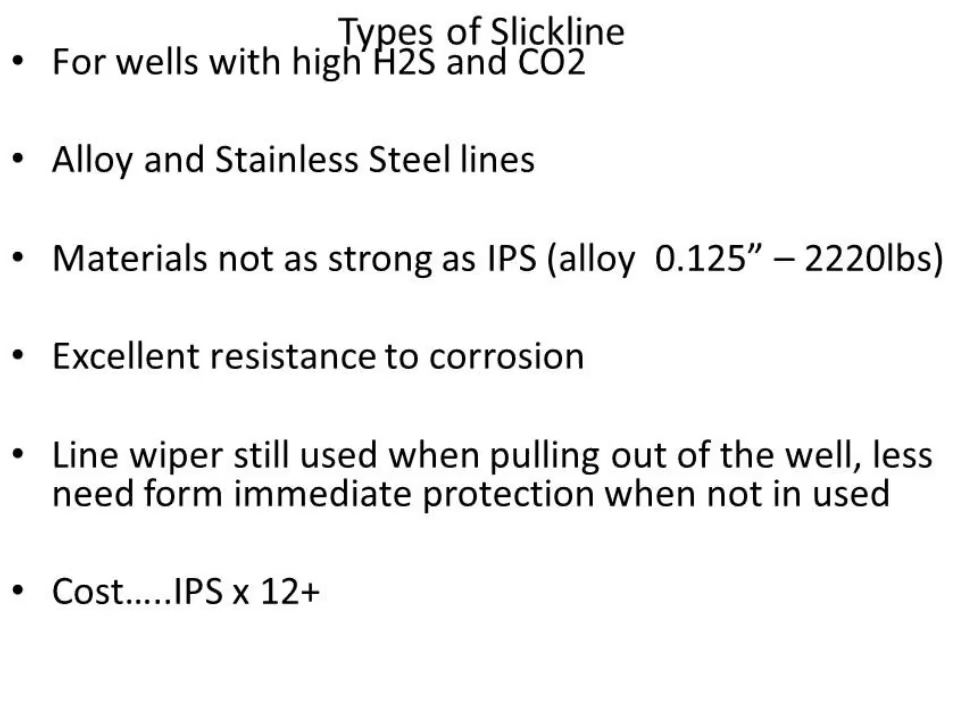 Types of Slickline
• For wells with high H2S and CO2
• Alloy and Stainless Steel lines
• Materials not as strong as IPS (alloy  0.125” – 2220lbs)
• Excellent resistance to corrosion
• Line wiper still used when pulling out of the well, less
need form immediate protection when not in used
• Cost…..IPS x 12+